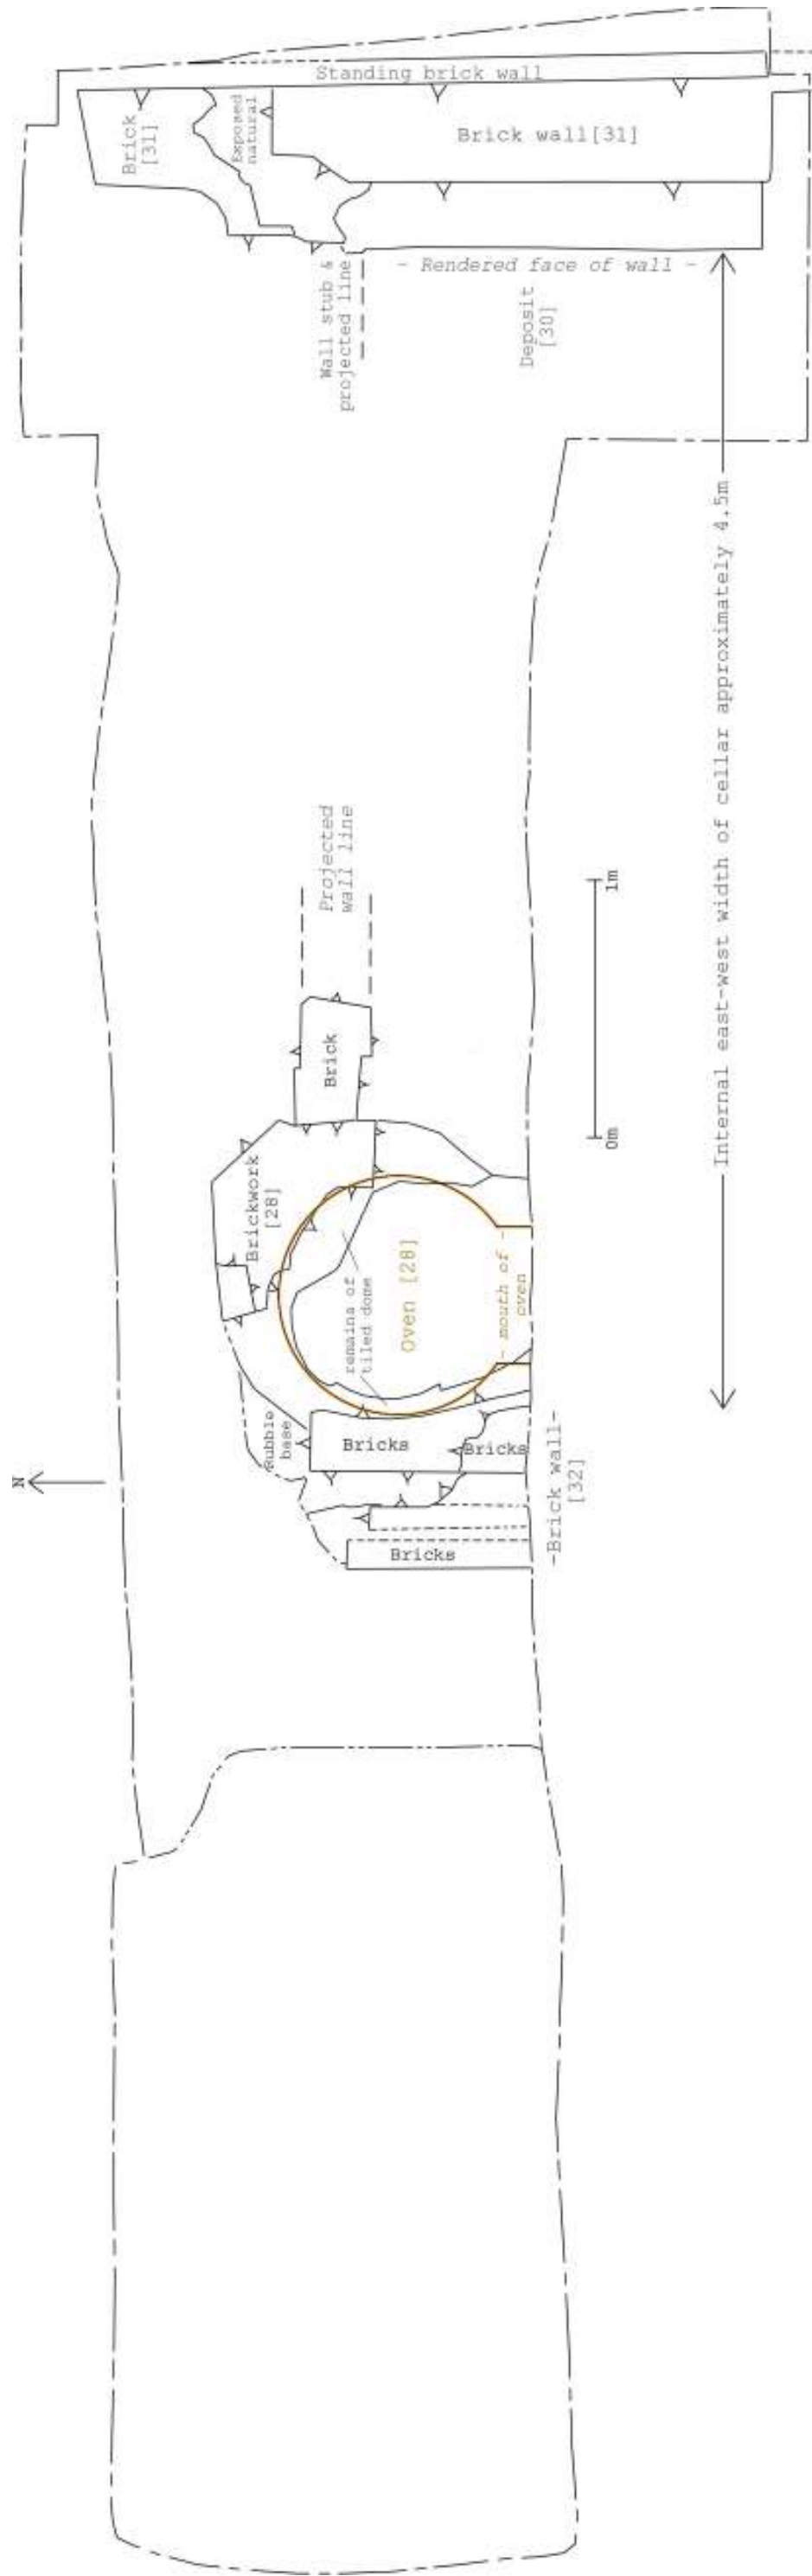 Standing brick wall
Brick
[31]
Exposed
natural
Brick wall[31]
- Rendered face of wall -
Wall stub &
projected line
Deposit
[30]
Internal east-west width of cellar approximately 4.5m
Projected
wall line
1m
0m
Brick
Brickwork
[28]
remains of
tiled dome
Oven [28]
- mouth of -
oven
Rubble
base
Bricks
Bricks
-Brick wall-
[32]
Bricks
N